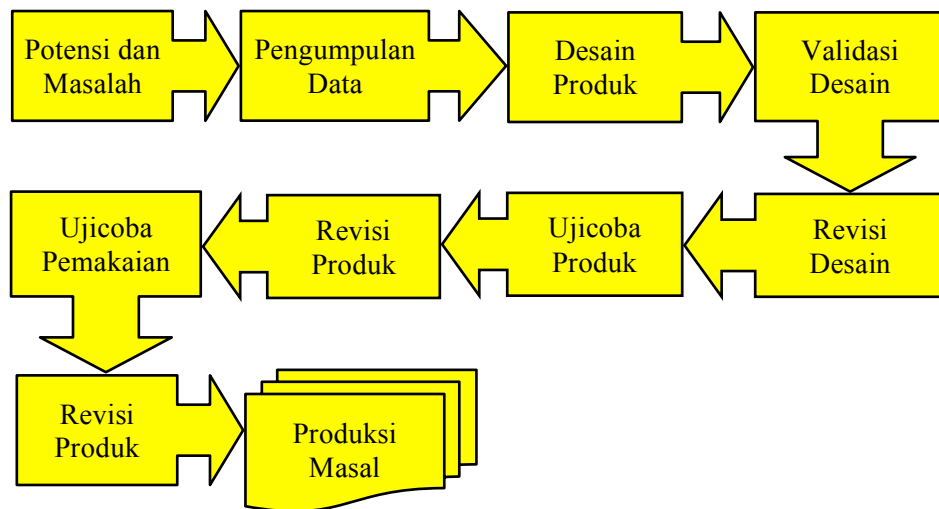 Potensi dan
Masalah
Pengumpulan
Data
Desain
Produk
Validasi
Desain
Revisi
Desain
Ujicoba
Produk
Revisi
Produk
Ujicoba
Pemakaian
Revisi
Produk
Produksi
Masal